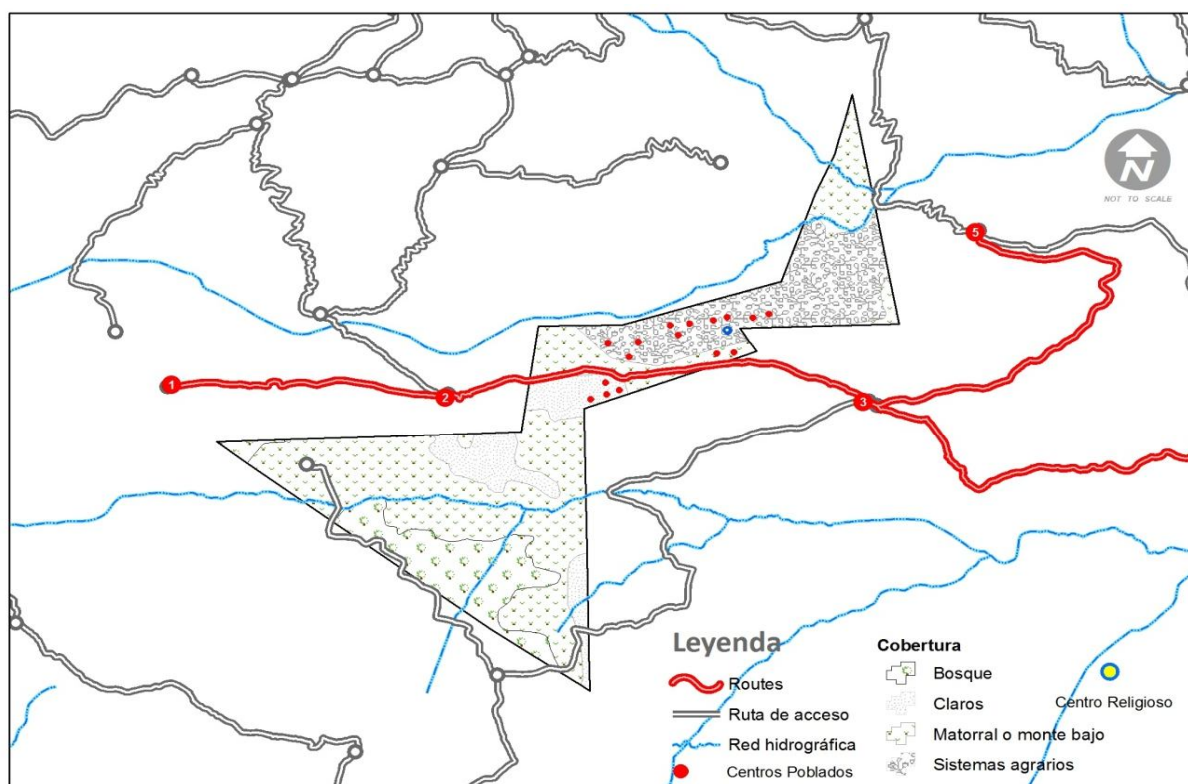 N
NOT TO SCALE
5
1
2
3
Leyenda
Routes
Ruta de acceso
Red hidrográfica
Centros Poblados
Cobertura
Bosque
Claros
Matorral o monte bajo
Sistemas agrarios
Centro Religioso